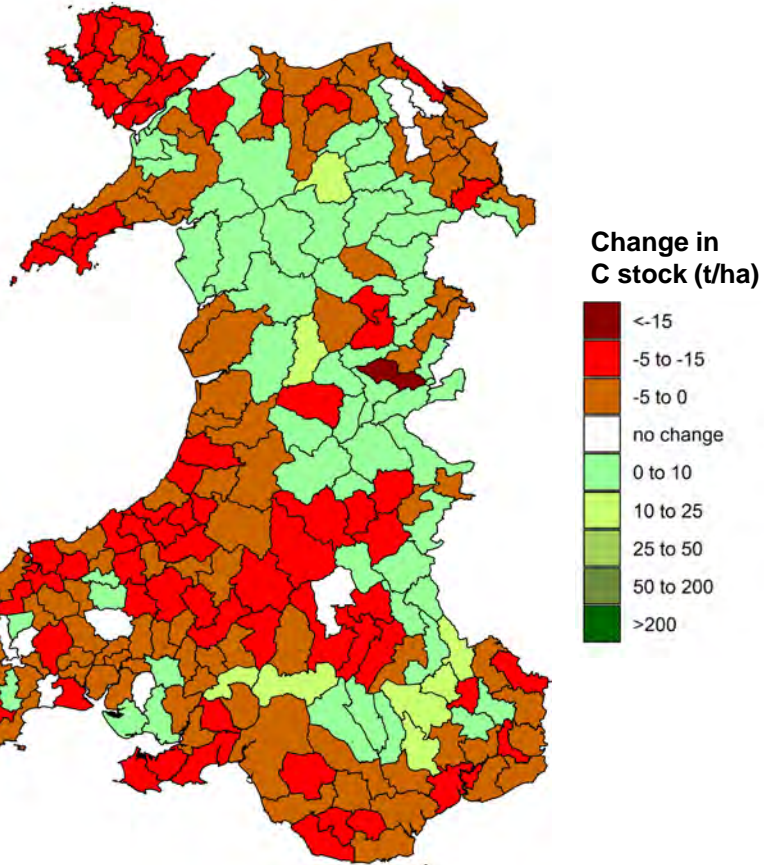 Change in
C stock (t/ha)
<-15
-5 to -15
-5 to 0
no change
0 to 10
10 to 25
25 to 50
50 to 200
>200